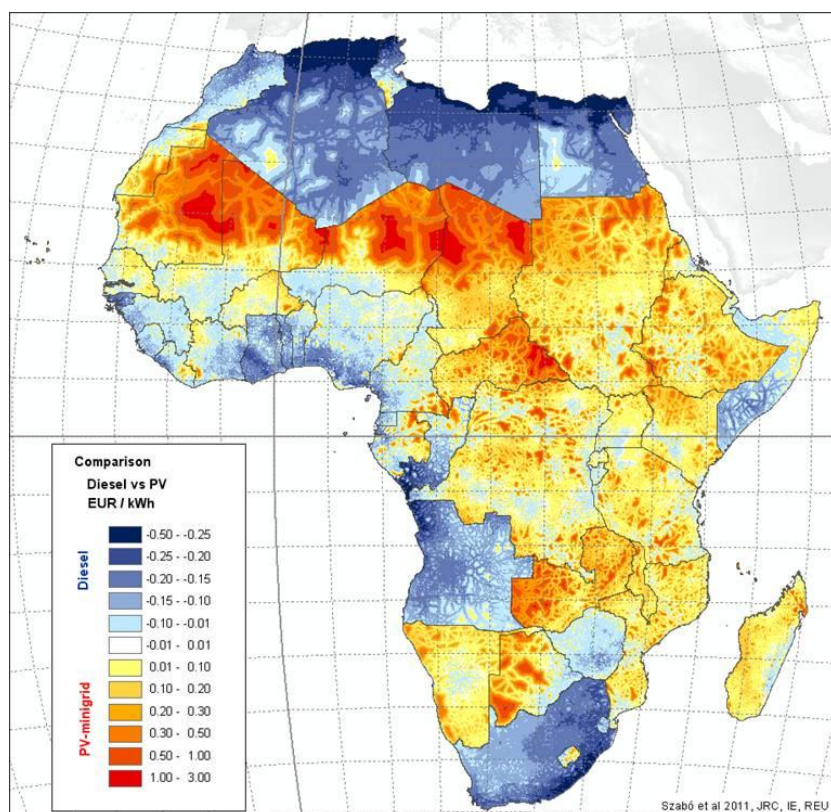 Comparison
Diesel vs PV
EUR / kWh
Diesel
PV-minigrid
-0.50 - -0.25
-0.25 - -0.20
-0.20 - -0.15
-0.15 - -0.10
-0.10 - -0.01
-0.01 - 0.01
0.01 - 0.10
0.10 - 0.20
0.20 - 0.30
0.30 - 0.50
0.50 - 1.00
1.00 - 3.00
Szabó et al 2011, JRC, IE, REU